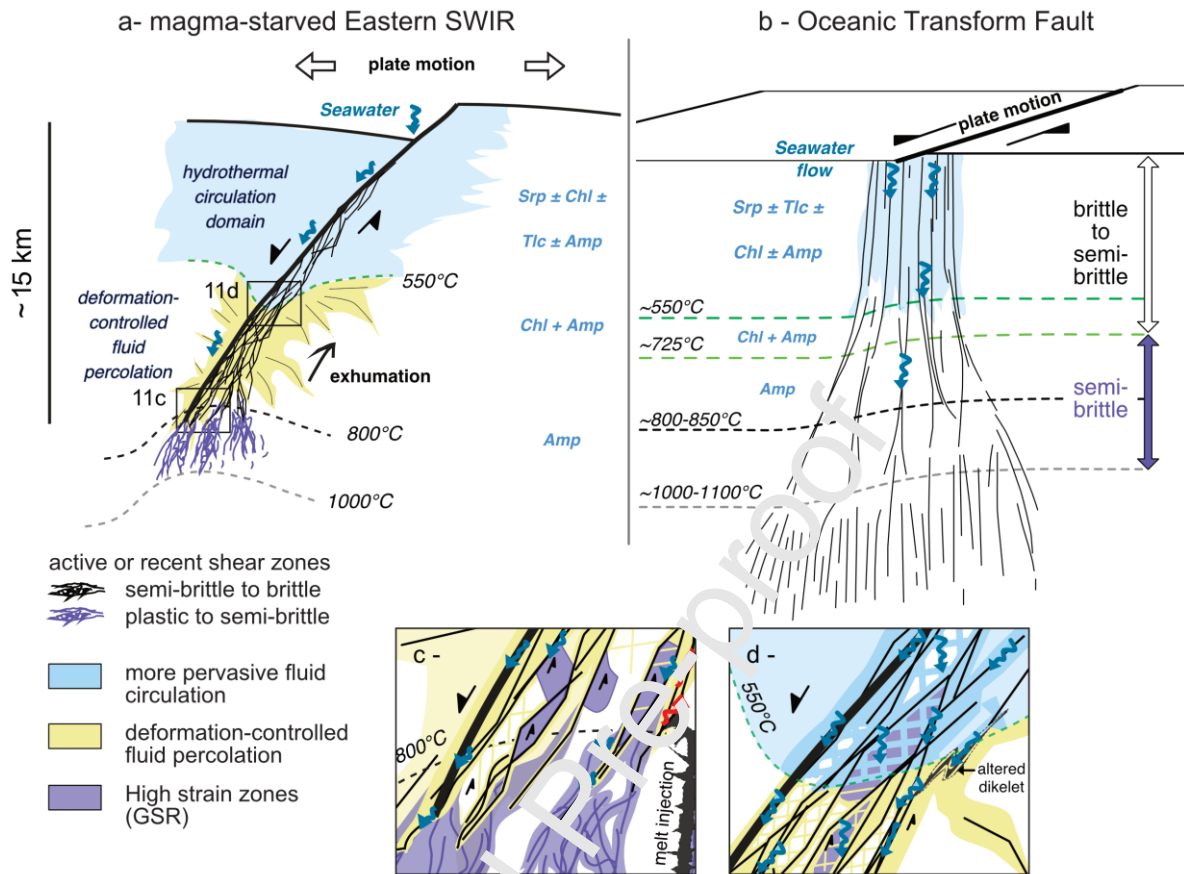 a- magma-starved Eastern SWIR
plate motion
Seawater
hydrothermal
circulation
domain
~ 15 km
Srp ± Chl ±
Tlc ± Amp
550°C
11d
deformation-
controlled
fluid
percolation
Chl + Amp
exhumation
11c
800°C
Amp
1000°C
b - Oceanic Transform Fault
plate motion
Seawater
flow
Srp ± Tlc ±
Chl ± Amp
brittle
to
semi-
brittle
~550°C
~725°C
Chl + Amp
Amp
semi-
brittle
~800-850°C
~1000-1100°C
active or recent shear zones
semi-brittle to brittle
plastic to semi-brittle
more pervasive fluid
circulation
deformation-controlled
fluid percolation
High strain zones
(GSR)
c -
800°C
melt injection
d -
550°C
altered
dikelet
Pre-proof